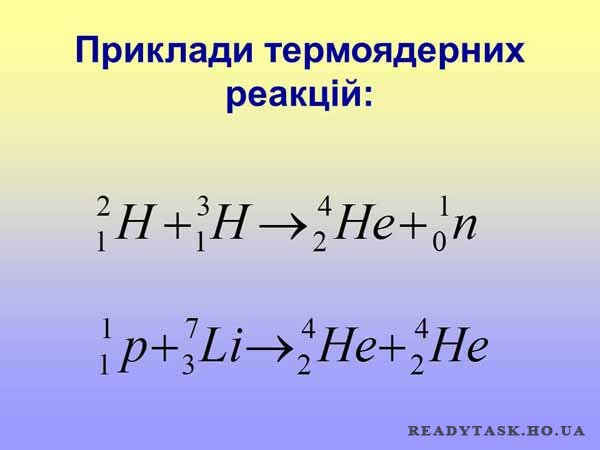 Приклади термоядерних
реакцій:
²₁H + ³₁H → ⁴₂He + ¹₀n
¹₁p + ⁷₃Li → ⁴₂He + ⁴₂He
READYTASK.HO.UA